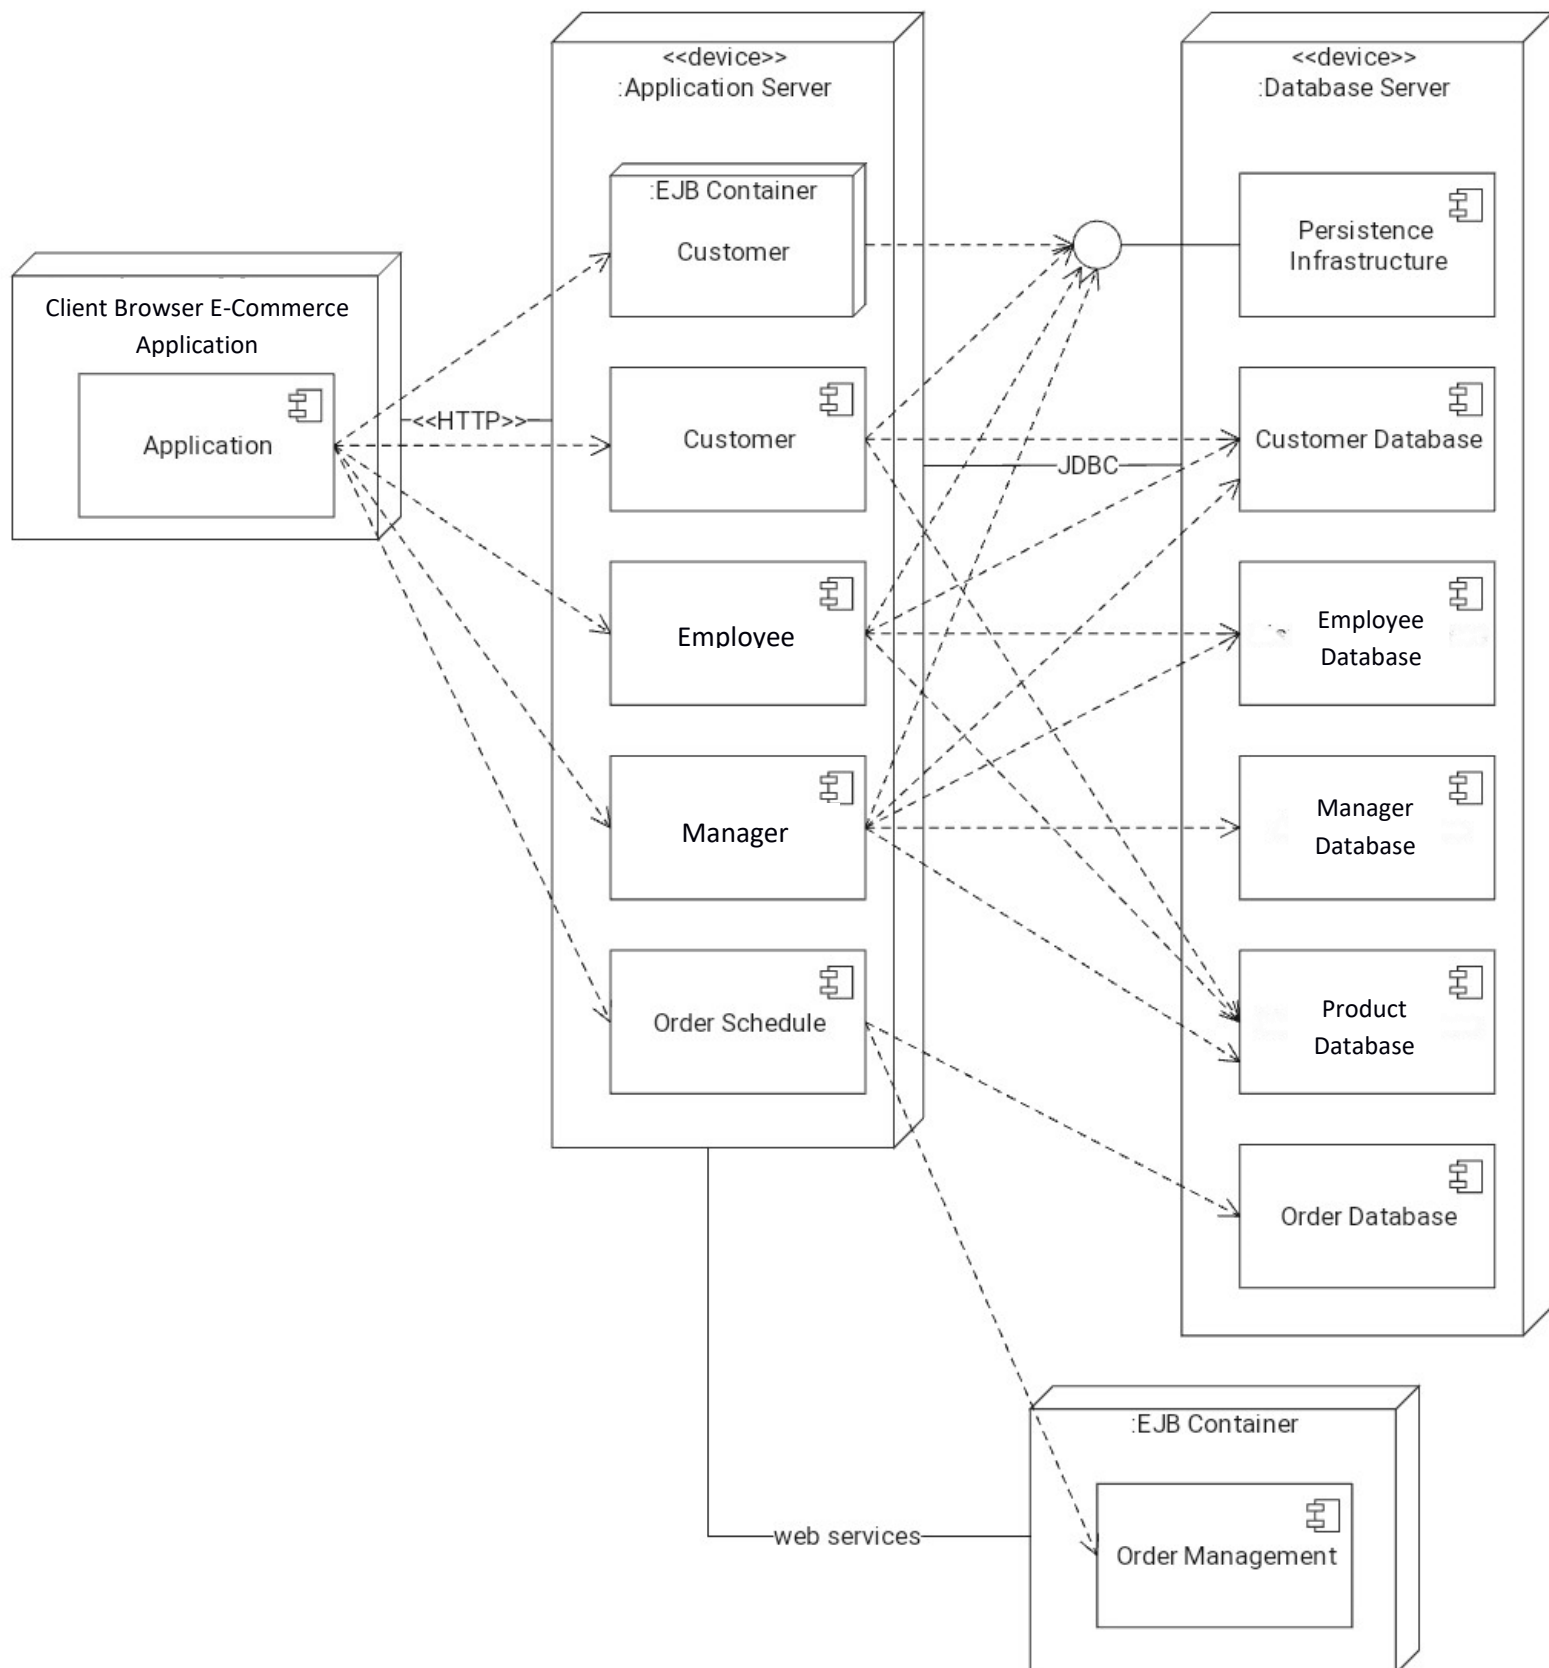 <<device>>
:Application Server
<<device>>
:Database Server
:EJB Container
Customer
Persistence
Infrastructure
Client Browser E-Commerce
Application
Application
<<HTTP>>
Customer
JDBC
Customer Database
Employee
Employee
Database
Manager
Manager
Database
Order Schedule
Product
Database
Order Database
:EJB Container
web services
Order Management